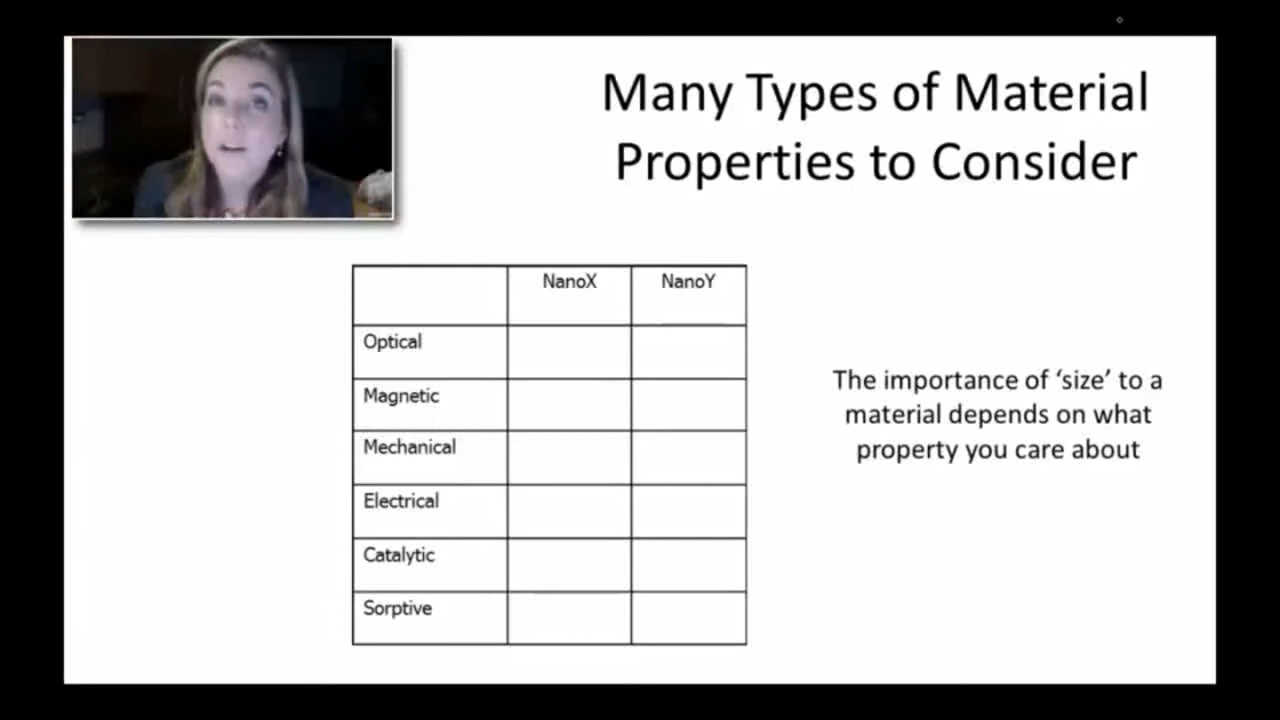 Many Types of Material
Properties to Consider
NanoX NanoY
Optical
Magnetic
Mechanical
Electrical
Catalytic
Sorptive
The importance of ‘size’ to a
material depends on what
property you care about